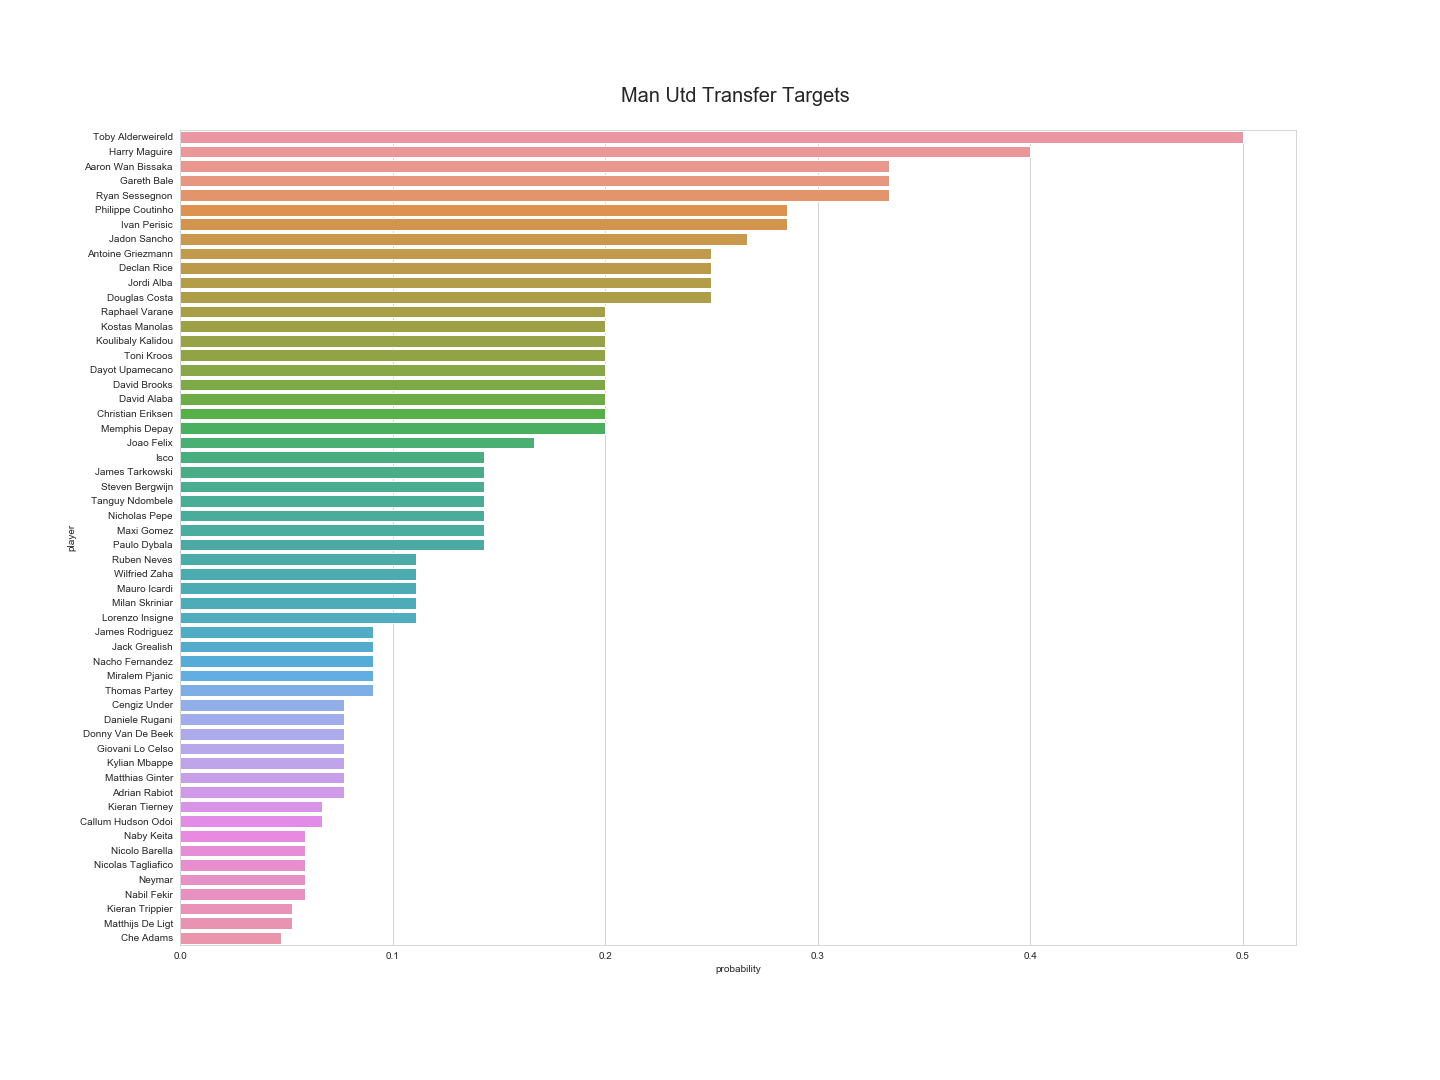 Man Utd Transfer Targets
Toby Alderweireld
Harry Maguire
Aaron Wan Bissaka
Gareth Bale
Ryan Sessegnon
Philippe Coutinho
Ivan Perisic
Jadon Sancho
Antoine Griezmann
Declan Rice
Jordi Alba
Douglas Costa
Raphael Varane
Kostas Manolas
Koulibaly Kalidou
Toni Kroos
Dayot Upamecano
David Brooks
David Alaba
Christian Eriksen
Memphis Depay
Joao Felix
Isco
James Tarkowski
Steven Bergwijn
Tanguy Ndombele
Nicholas Pepe
Maxi Gomez
Paulo Dybala
Ruben Neves
Wilfried Zaha
Mauro Icardi
Milan Skriniar
Lorenzo Insigne
James Rodriguez
Jack Grealish
Nacho Fernandez
Miralem Pjanic
Thomas Partey
Cengiz Under
Daniele Rugani
Donny Van De Beek
Giovani Lo Celso
Kylian Mbappe
Matthias Ginter
Adrian Rabiot
Kieran Tierney
Callum Hudson Odoi
Naby Keita
Nicolo Barella
Nicolas Tagliafico
Neymar
Nabil Fekir
Kieran Trippier
Matthijs De Ligt
Che Adams
player
0.0 0.1 0.2 0.3 0.4 0.5
probability